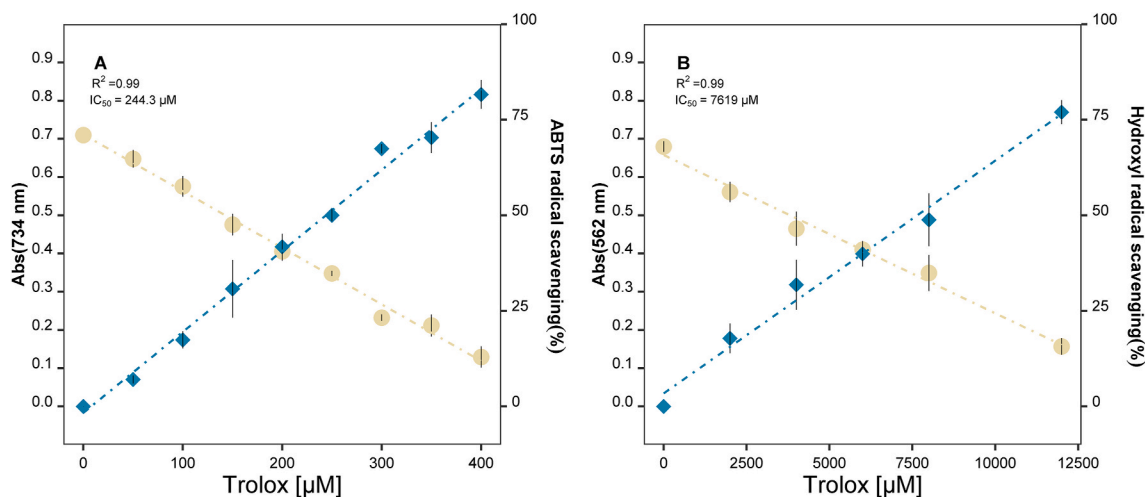 A
R² =0.99
IC₅₀ = 244.3 µM
Abs(734 nm)
0.9
0.8
0.7
0.6
0.5
0.4
0.3
0.2
0.1
0.0
0 100 200 300 400
Trolox [µM]
100
75
50
25
0
ABTS radical scavenging(%)
B
R² =0.99
IC₅₀ = 7619 µM
Abs(562 nm)
0.9
0.8
0.7
0.6
0.5
0.4
0.3
0.2
0.1
0.0
0 2500 5000 7500 10000 12500
Trolox [µM]
100
75
50
25
0
Hydroxyl radical scavenging(%)